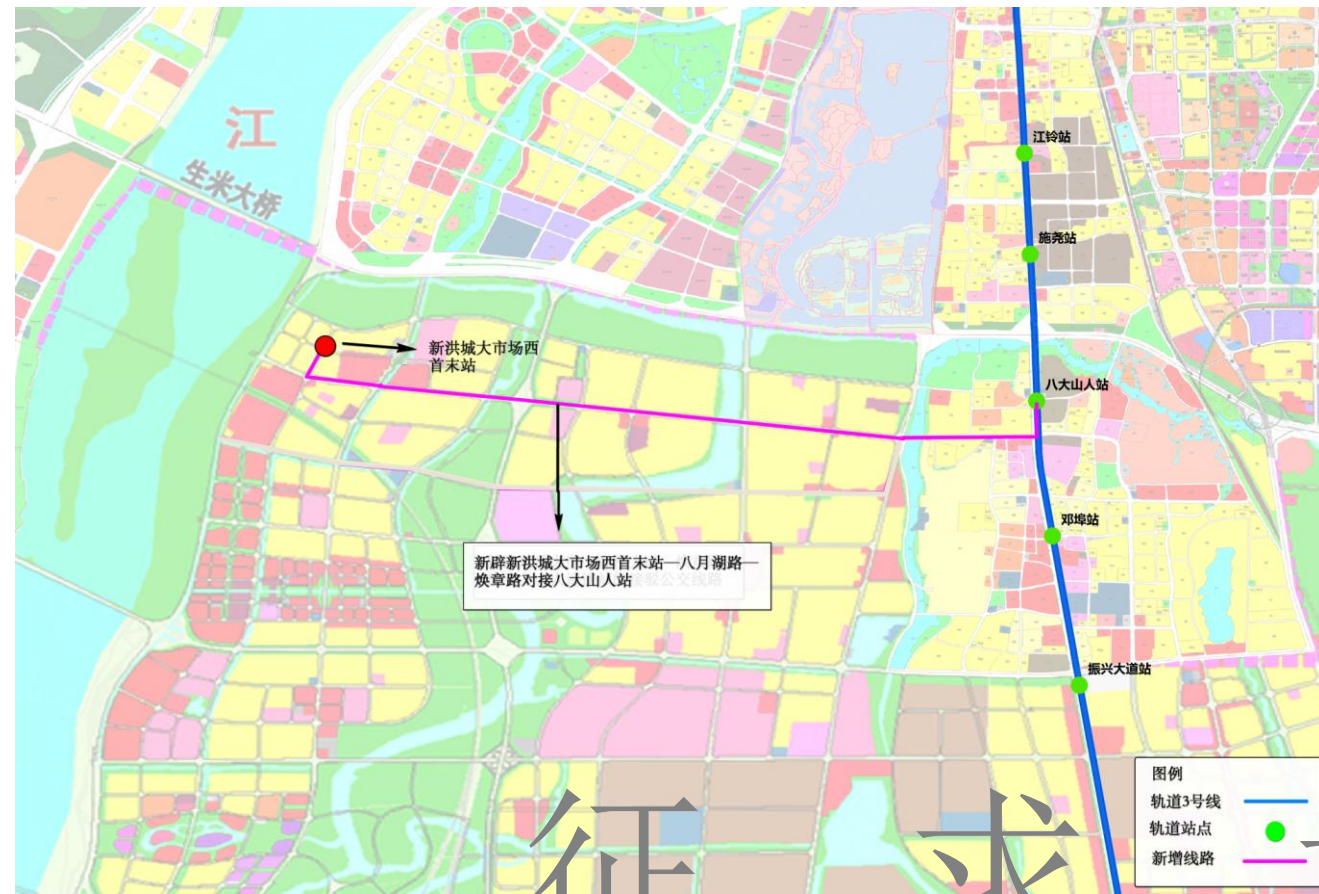 江
生米大桥
江铃站
施尧站
新洪城大市场西
首末站
八大山人站
邓埠站
新辟新洪城大市场西首末站—八月湖路—
焕章路对接八大山人站
振兴大道站
图例
轨道3号线
轨道站点
新增线路
征 求